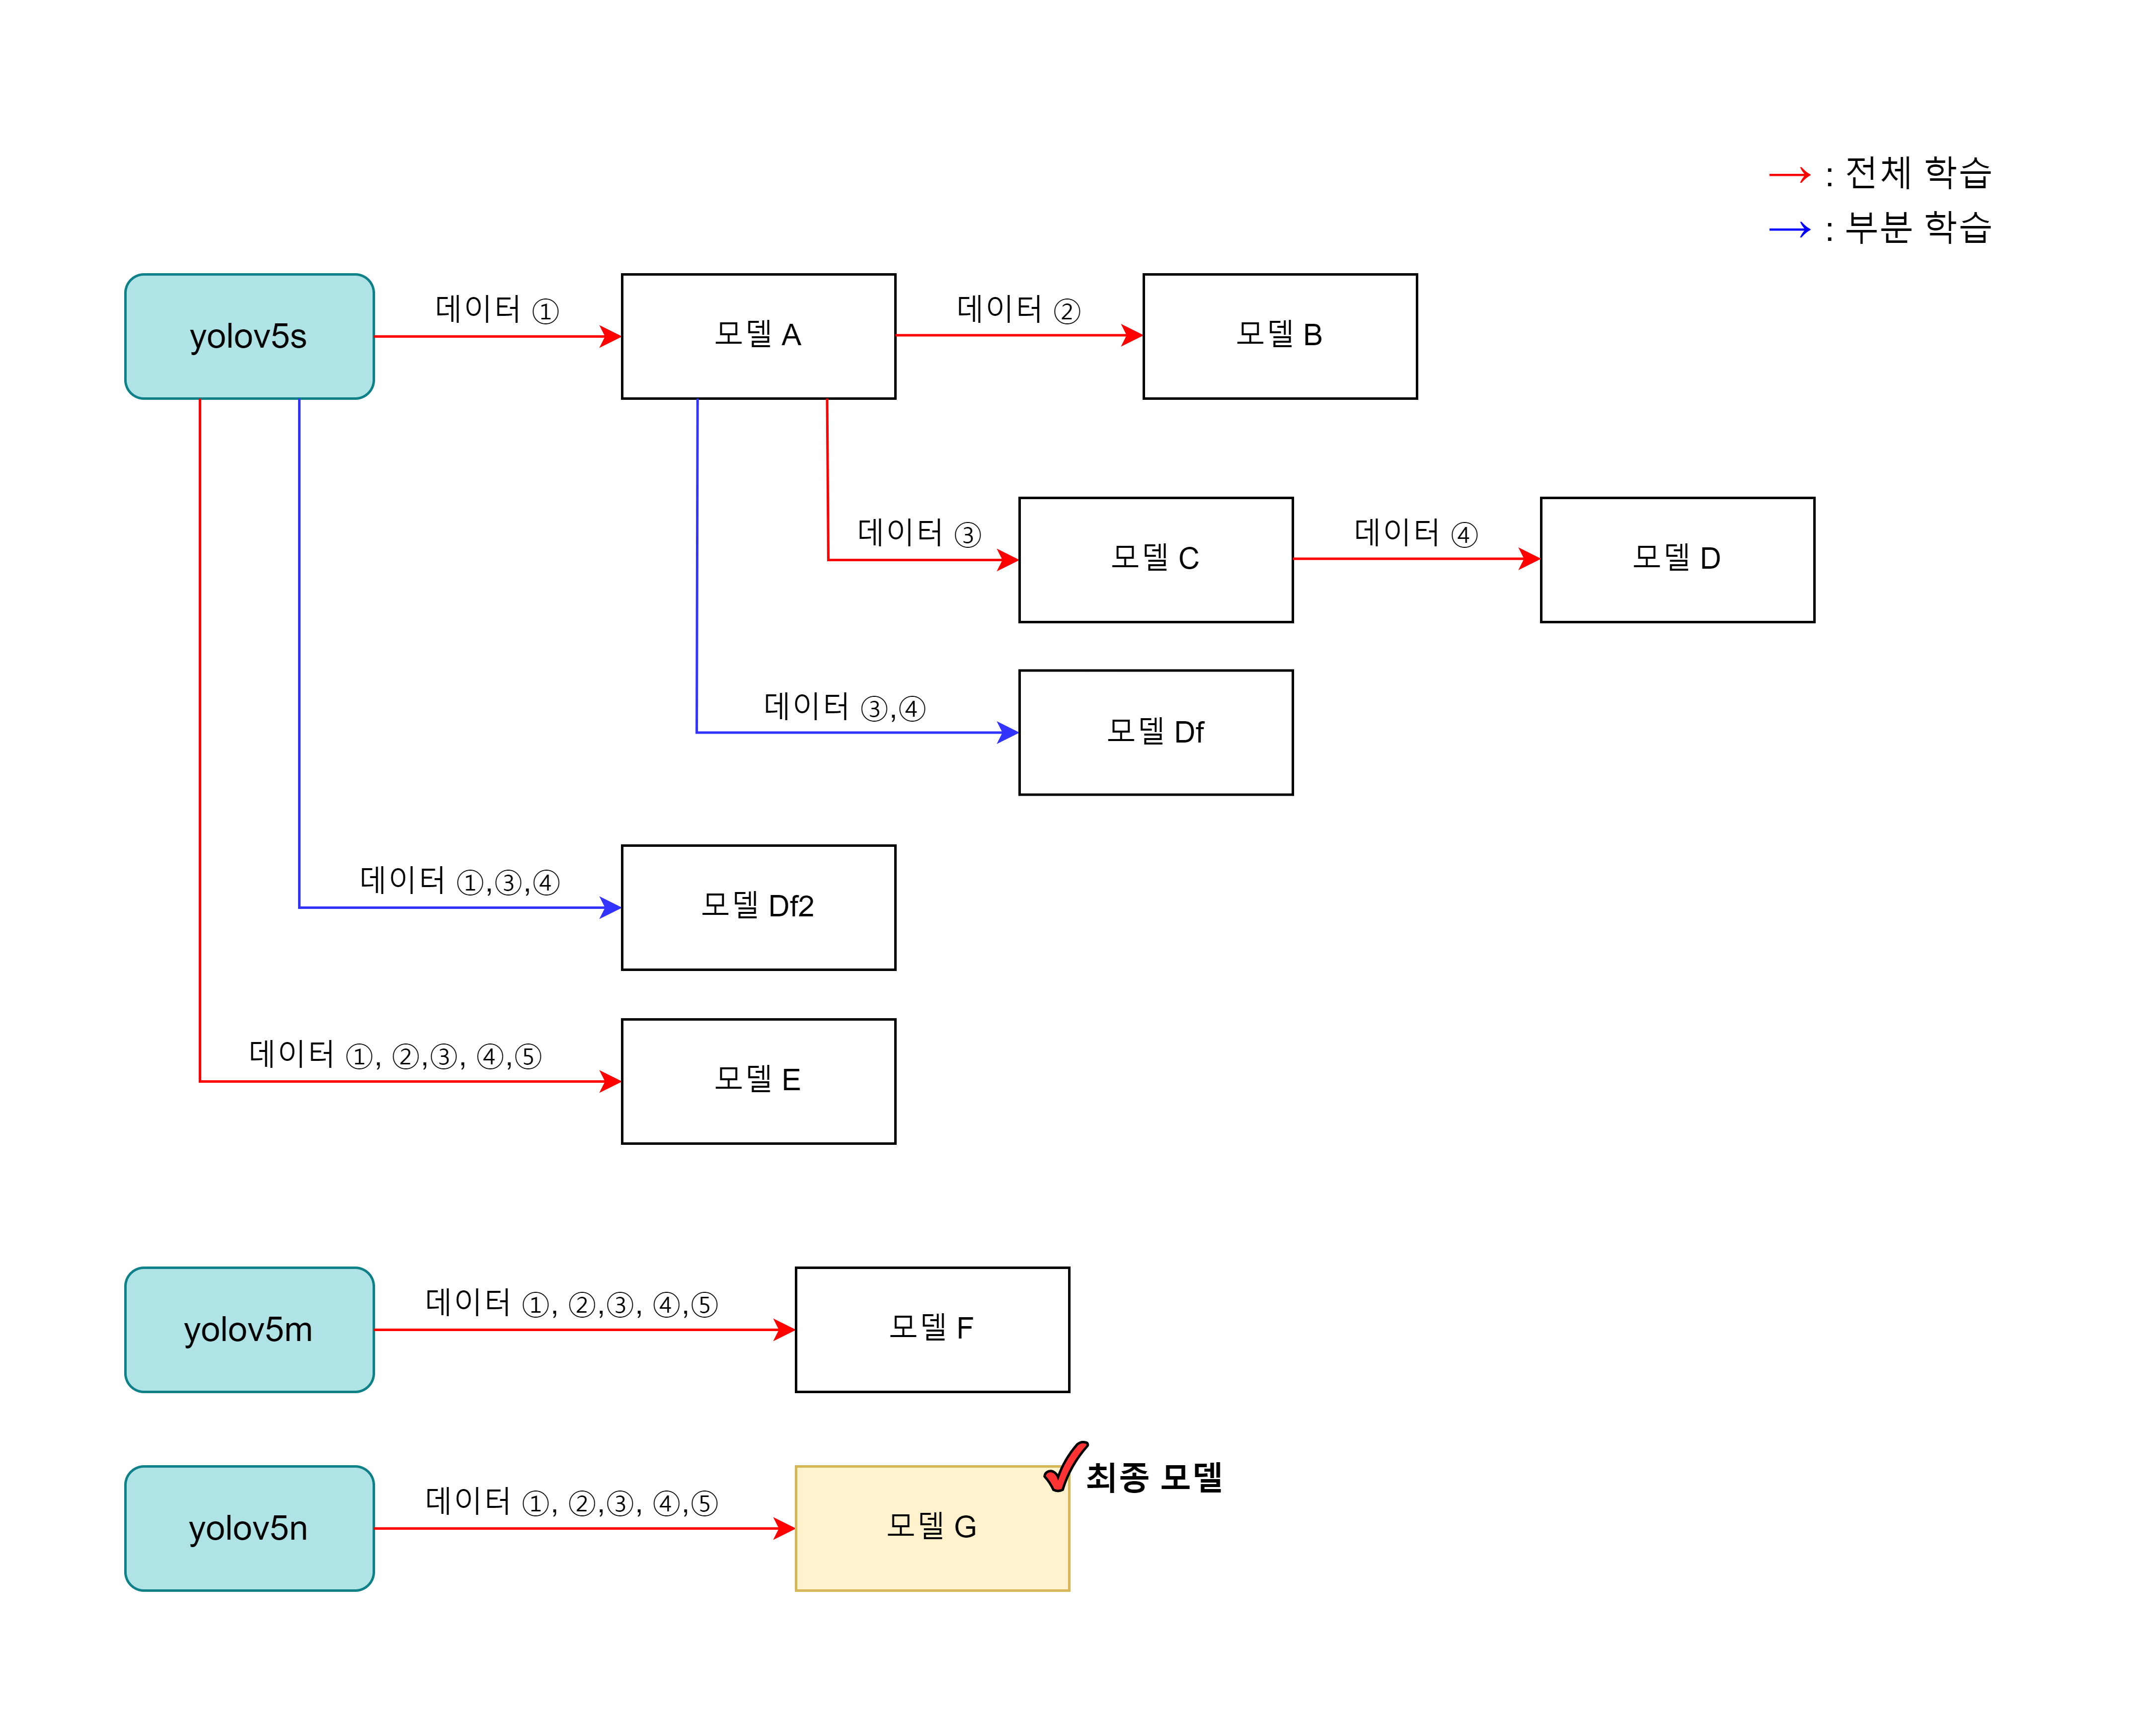 → : 전체 학습
→ : 부분 학습
yolov5s
데이터 ①
모델 A
데이터 ②
모델 B
데이터 ③
모델 C
데이터 ④
모델 D
데이터 ③,④
모델 Df
데이터 ①,③,④
모델 Df2
데이터 ①, ②,③, ④,⑤
모델 E
yolov5m
데이터 ①, ②,③, ④,⑤
모델 F
최종 모델
yolov5n
데이터 ①, ②,③, ④,⑤
모델 G